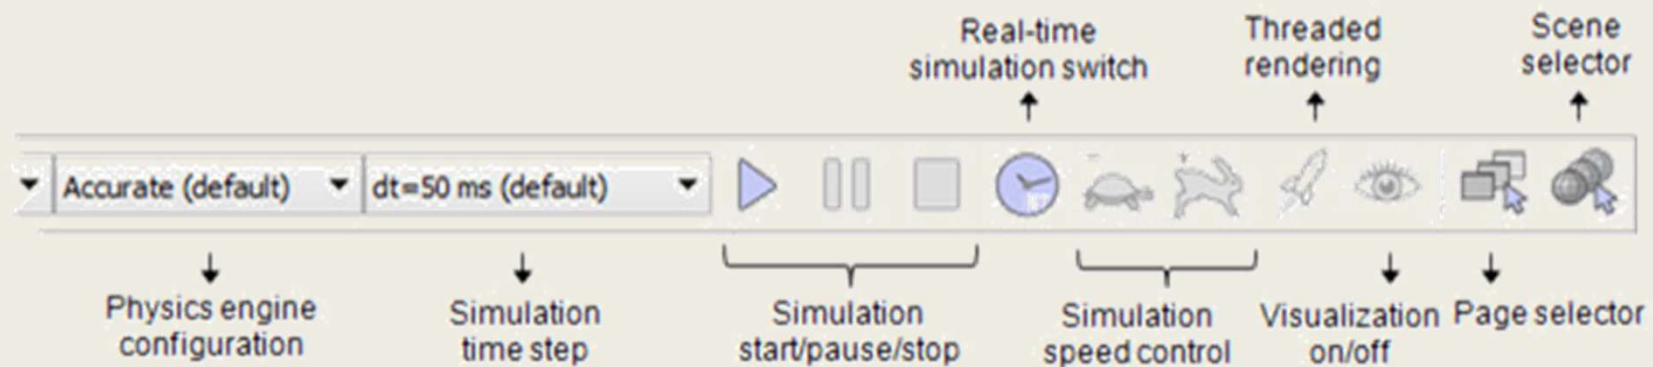 Real-time
simulation switch
Threaded
rendering
Scene
selector
Accurate (default)
dt=50 ms (default)
Physics engine
configuration
Simulation
time step
Simulation
start/pause/stop
Simulation
speed control
Visualization
on/off
Page selector